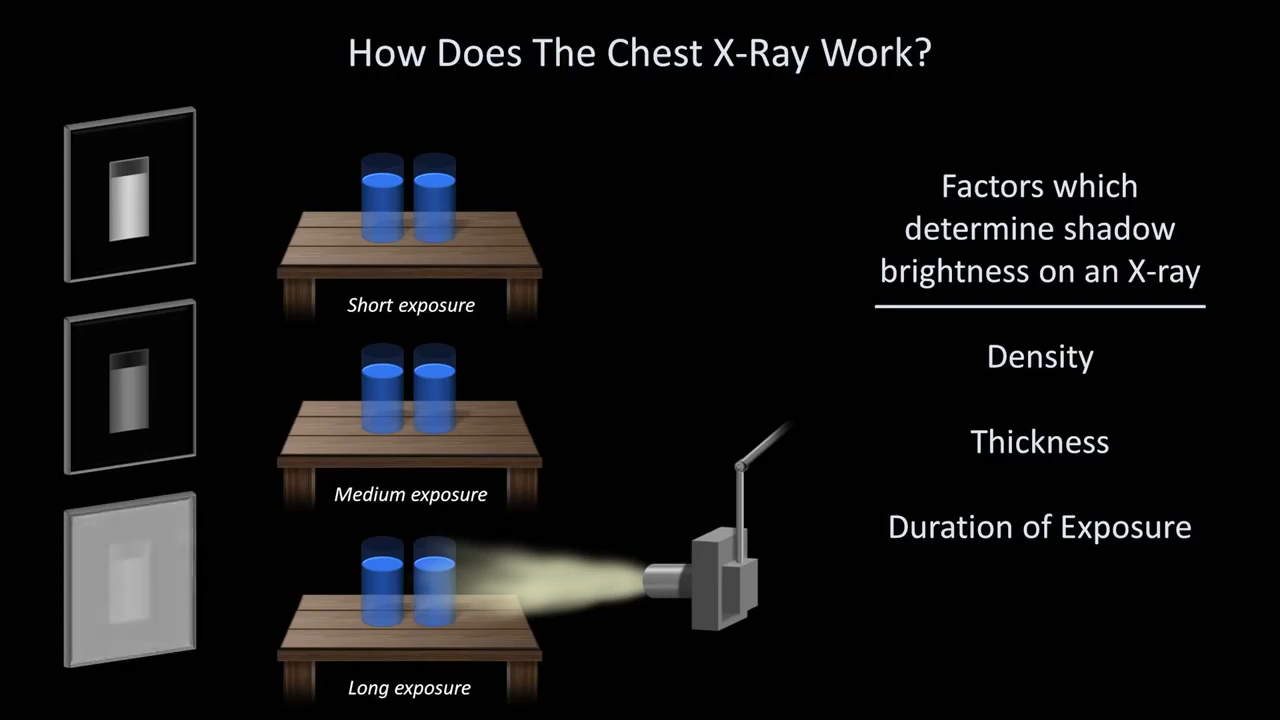 How Does The Chest X-Ray Work?
Short exposure
Medium exposure
Long exposure
Factors which
determine shadow
brightness on an X-ray
Density
Thickness
Duration of Exposure